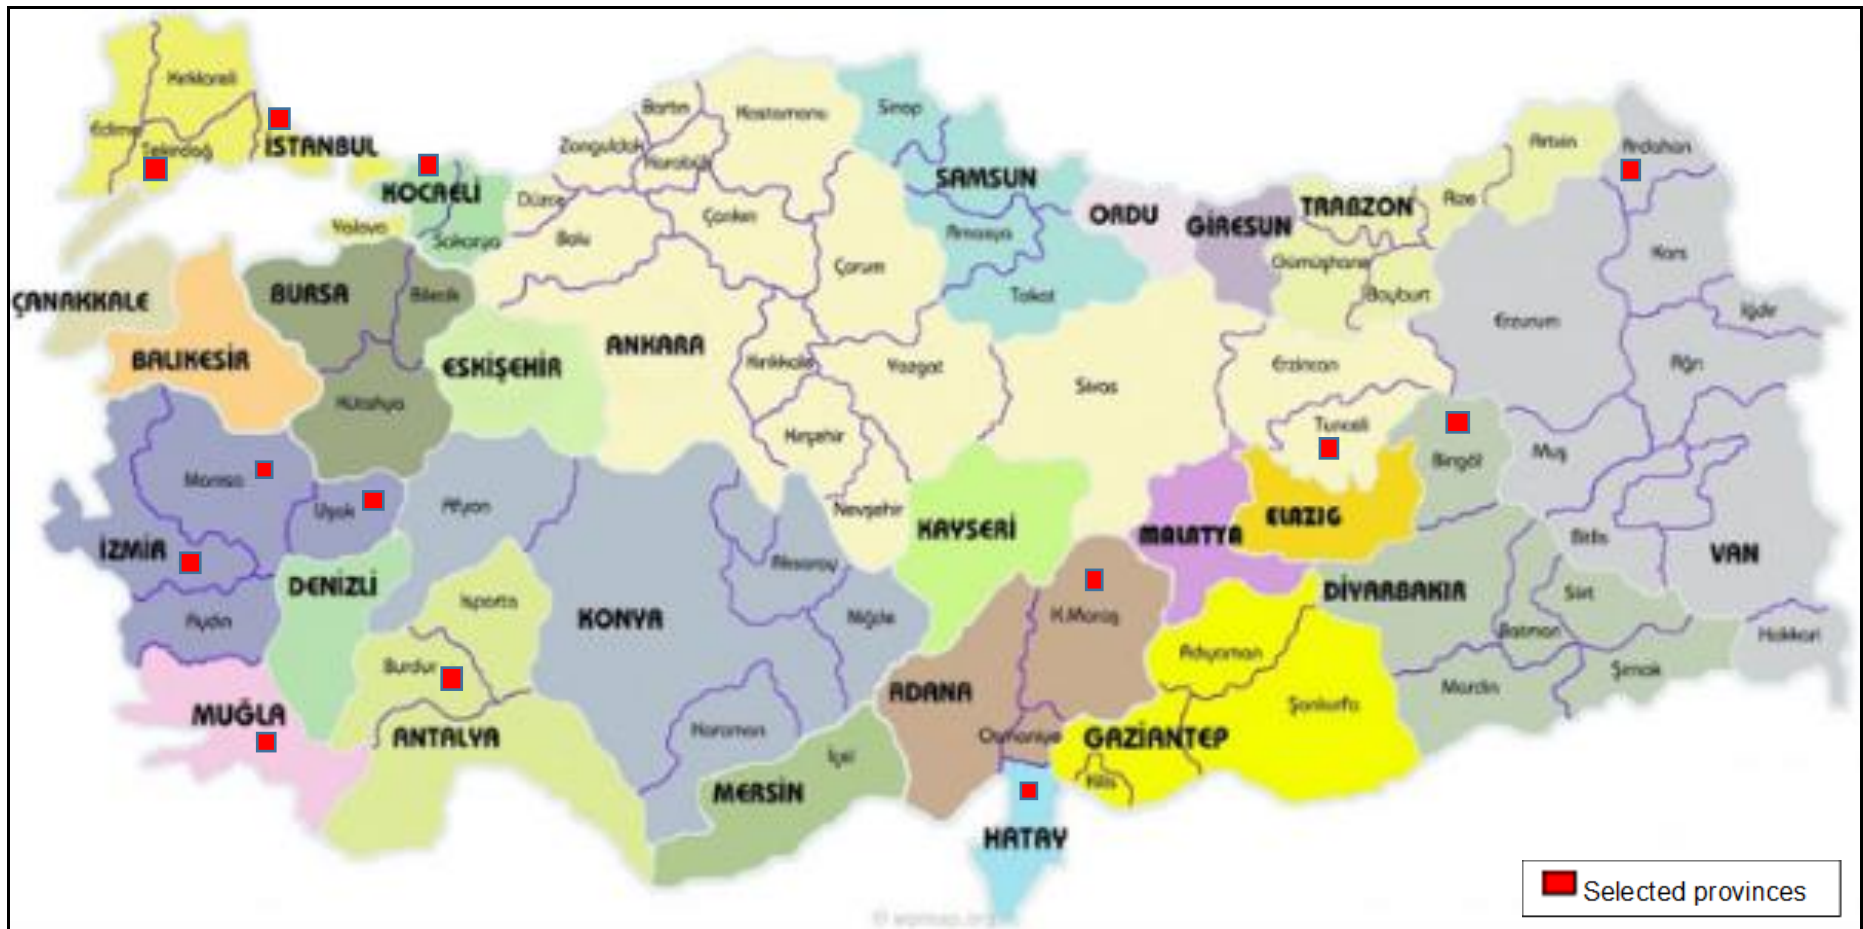 Kırklareli
Edirne
Tekirdağ
İSTANBUL
KOCAELİ
Sakarya
Yalova
Düzce
Bolu
Zonguldak
Bartın
Karabük
Kastamonu
Çankırı
Çorum
Sinop
SAMSUN
Amasya
Tokat
ORDU
GİRESUN
TRABZON
Gümüşhane
Bayburt
Rize
Artvin
Ardahan
Kars
Iğdır
Ağrı
Erzurum
Erzincan
Tunceli
Bingöl
Muş
Bitlis
VAN
Hakkari
ÇANAKKALE
BALIKESİR
BURSA
Bilecik
Kütahya
ESKİŞEHİR
ANKARA
Kırıkkale
Yozgat
Kırşehir
Nevşehir
Sivas
Manisa
Uşak
İZMİR
Aydın
DENİZLİ
MUĞLA
Afyon
Isparta
Burdur
ANTALYA
KONYA
Aksaray
Niğde
Karaman
MERSİN
İçel
KAYSERİ
ADANA
K.Maraş
Osmaniye
HATAY
MALATYA
ELAZIG
Adıyaman
GAZİANTEP
Kilis
Şanlıurfa
DİYARBAKIR
Siirt
Batman
Mardin
Şırnak
Selected provinces